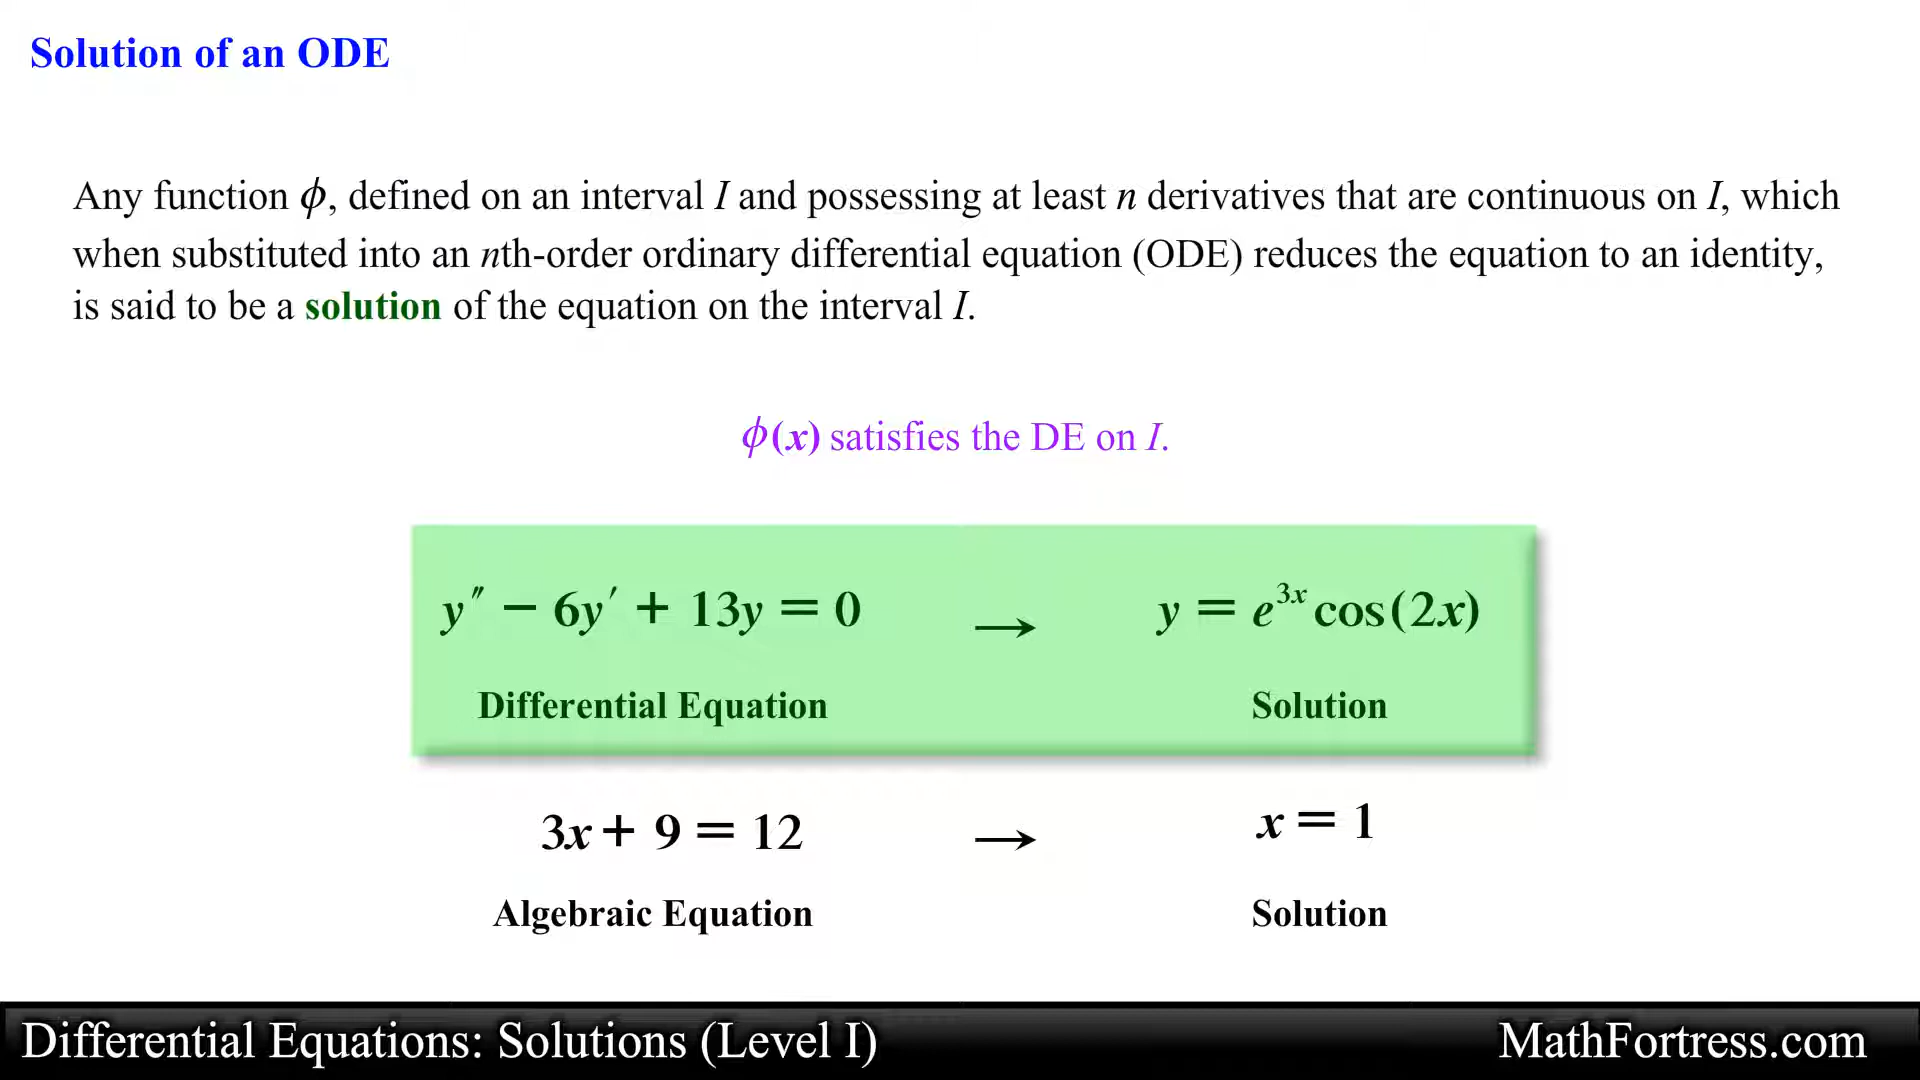 Solution of an ODE
Any function ϕ, defined on an interval I and possessing at least n derivatives that are continuous on I, which
when substituted into an nth-order ordinary differential equation (ODE) reduces the equation to an identity,
is said to be a solution of the equation on the interval I.
ϕ(x) satisfies the DE on I.
y″ − 6y′ + 13y = 0 → y = e^{3x} cos(2x)
Differential Equation Solution
3x + 9 = 12 → x = 1
Algebraic Equation Solution
Differential Equations: Solutions (Level I) MathFortress.com